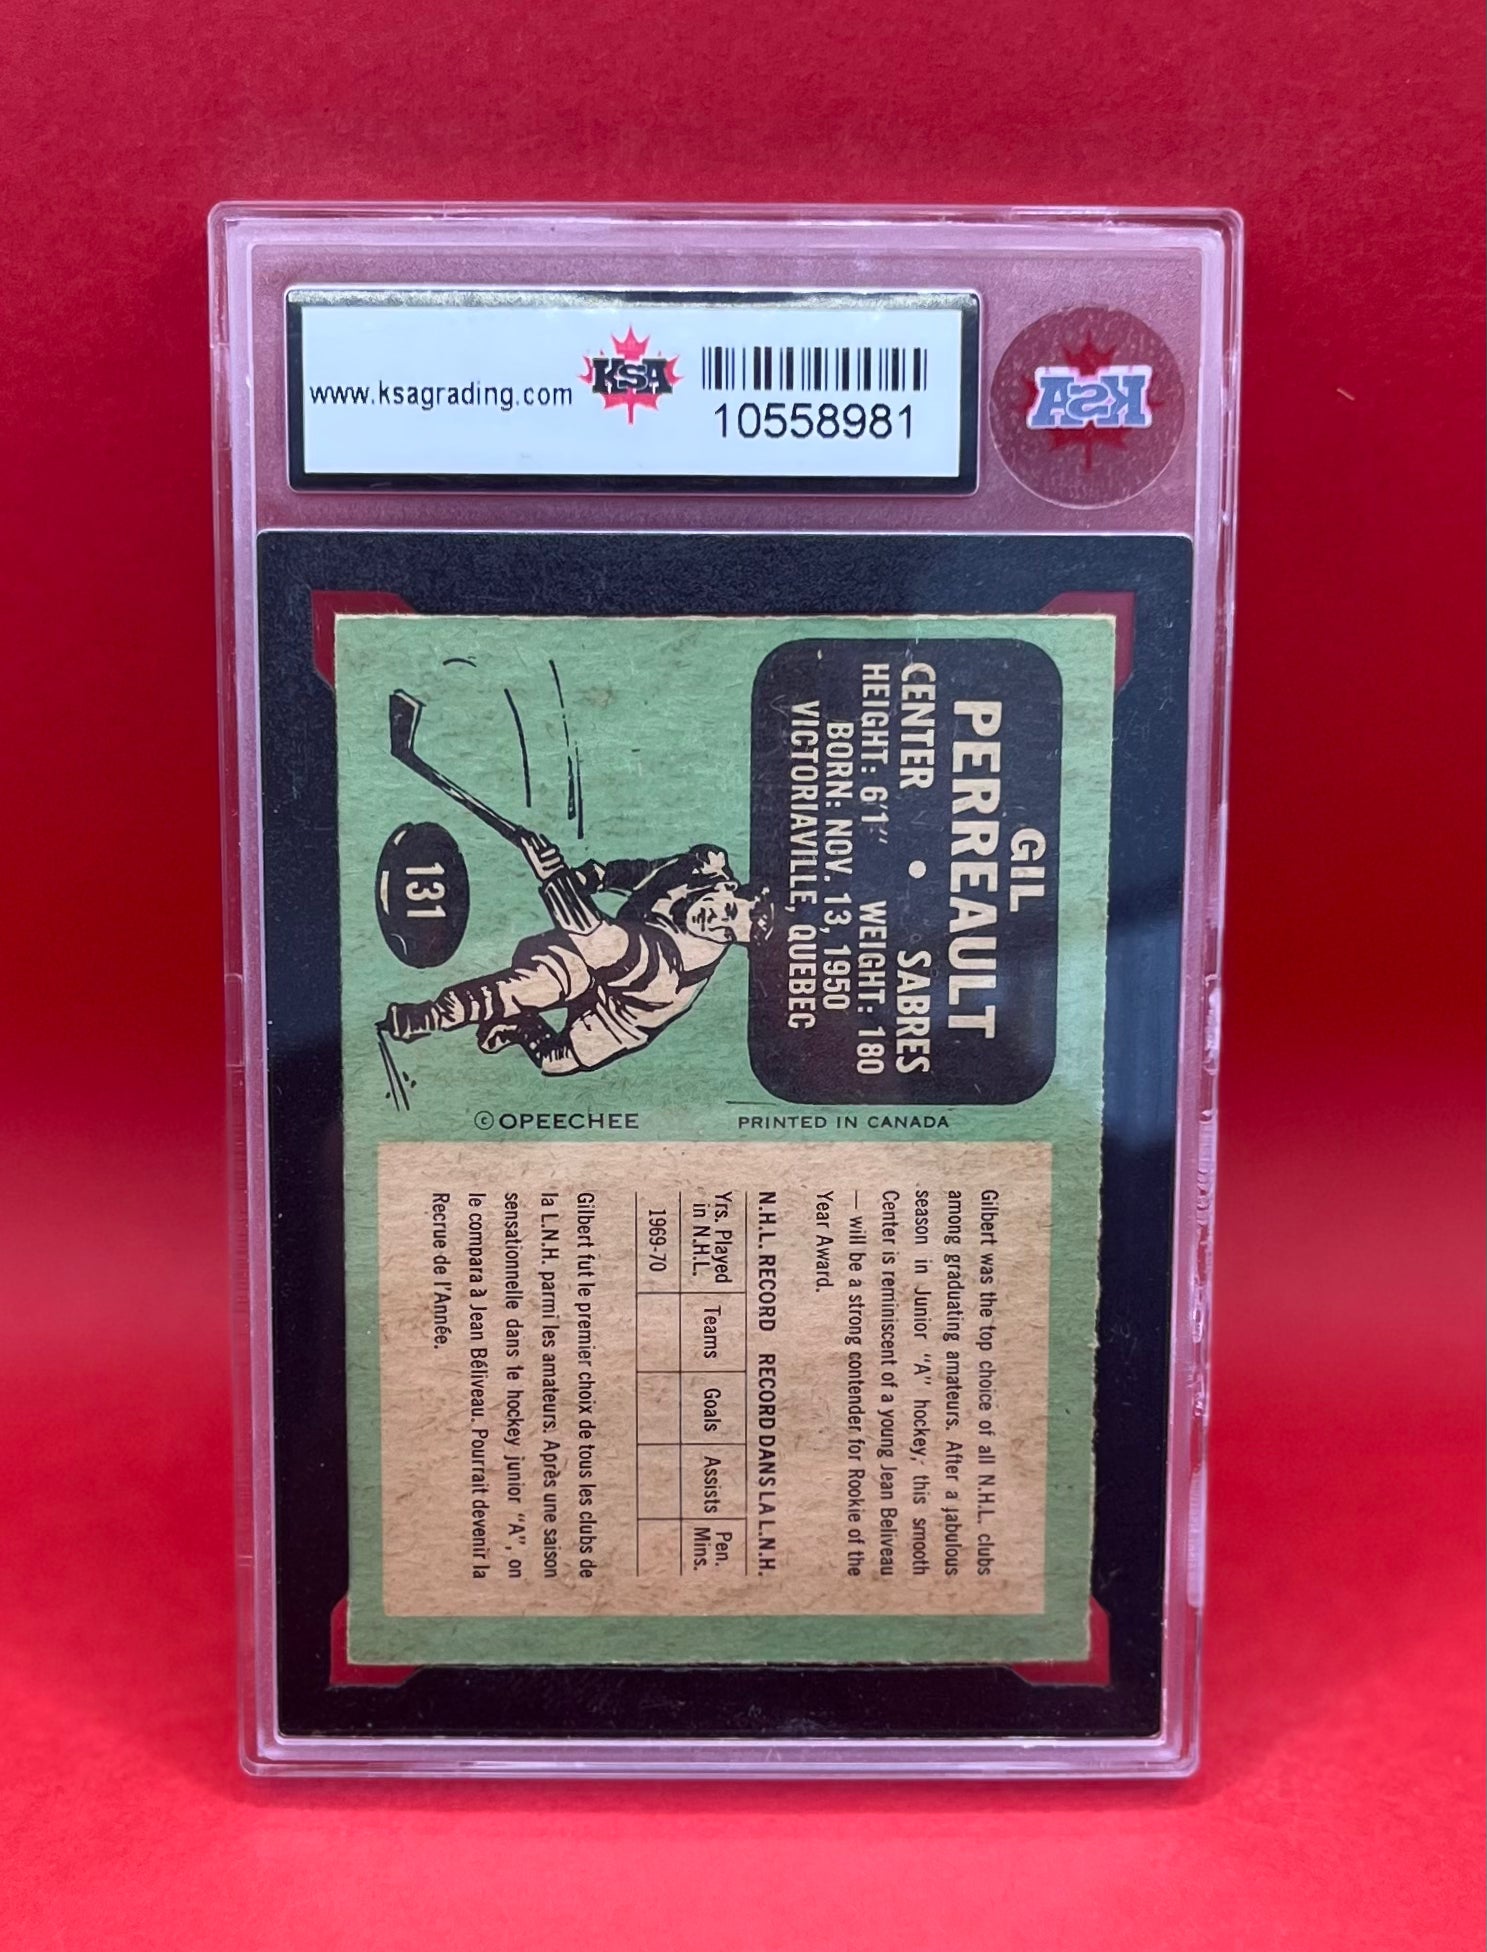 www.ksagrading.com
KSA
10558981
KSA
GIL
PERREAULT
CENTER • SABRES
HEIGHT: 6'1" WEIGHT: 180
BORN: NOV. 13, 1950
VICTORIAVILLE, QUEBEC
131
© OPEECHEE
PRINTED IN CANADA
Gilbert was the top choice of all N.H.L. clubs
among graduating amateurs. After a fabulous
season in Junior "A" hockey, this smooth
Center is reminiscent of a young Jean Beliveau
— will be a strong contender for Rookie of the
Year Award.
N.H.L. RECORD RECORD DANS LA L.N.H.
Yrs. Played in N.H.L. Teams Goals Assists Pen. Mins.
1969-70
Gilbert fut le premier choix de tous les clubs de
la L.N.H. parmi les amateurs. Après une saison
sensationnelle dans le hockey junior "A", on
le compara à Jean Béliveau. Pourrait devenir la
Recrue de l'Année.